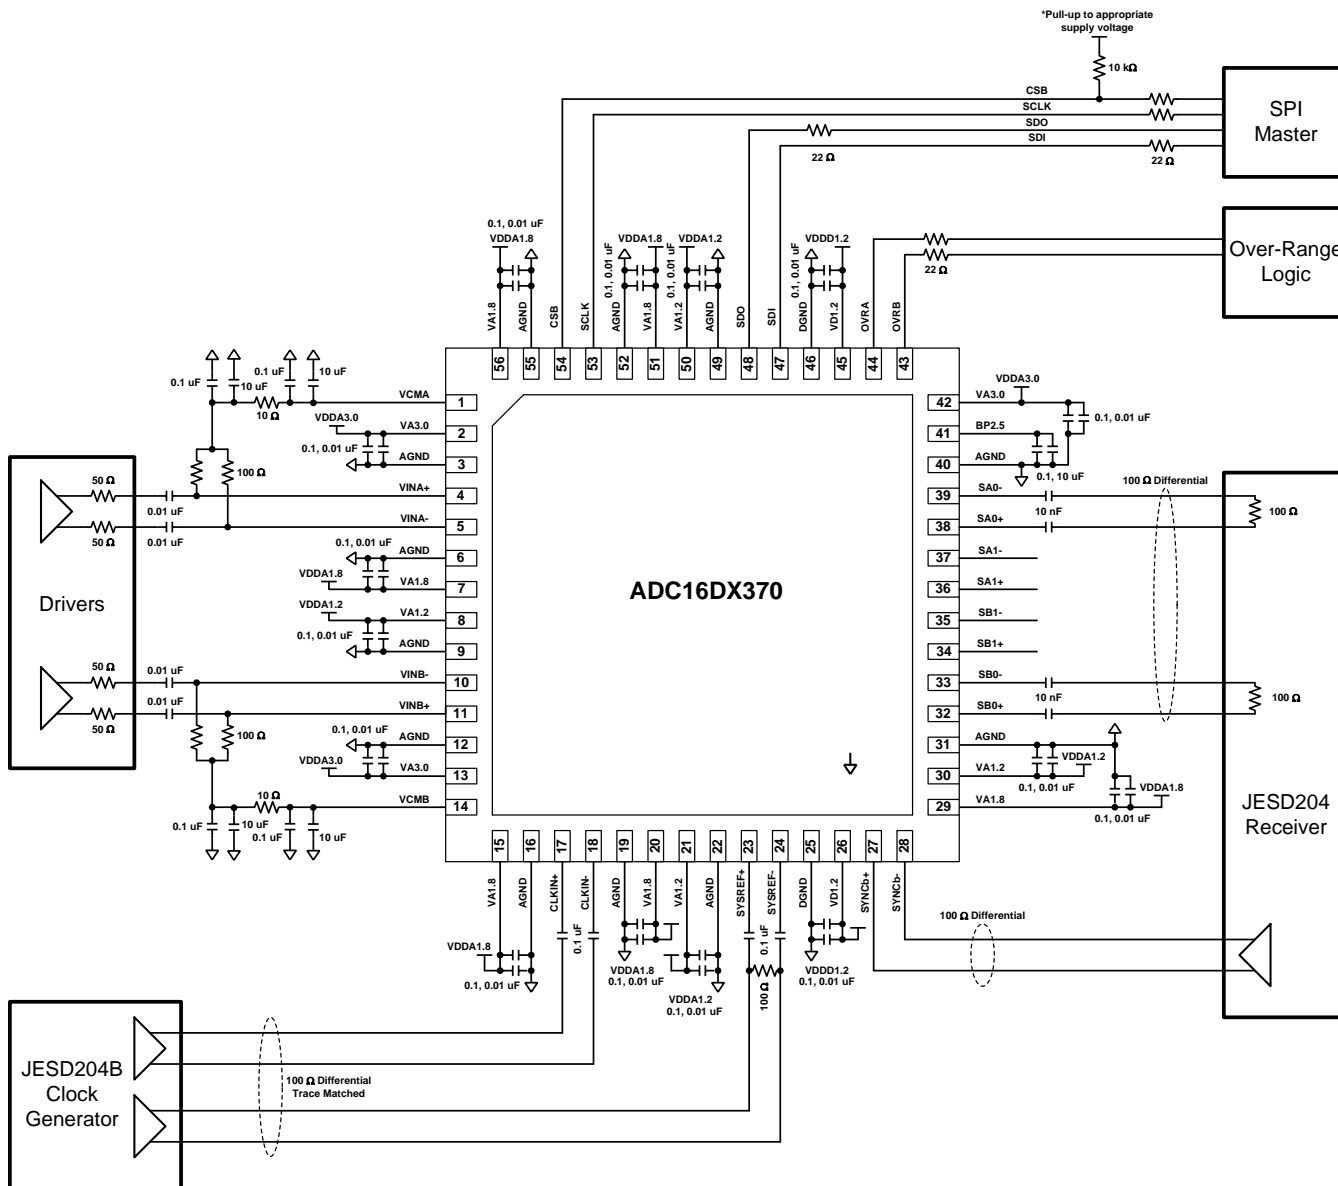 *Pull-up to appropriate
supply voltage
10 kΩ
CSB
SCLK
SDO
SDI
22 Ω
22 Ω
SPI
Master
Over-Range
Logic
22 Ω
0.1, 0.01 uF
VDDA1.8
VA1.8
AGND
CSB
SCLK
0.1, 0.01 uF
VDDA1.8
AGND
VA1.8
0.1, 0.01 uF
VDDA1.2
VA1.2
AGND
SDO
SDI
0.1, 0.01 uF
VDDD1.2
DGND
VD1.2
OVRA
OVRB
56
55
54
53
52
51
50
49
48
47
46
45
44
43
0.1 uF
10 uF
0.1 uF
10 uF
10 Ω
VCMA
1
VDDA3.0
VA3.0
2
0.1, 0.01 uF
AGND
3
100 Ω
50 Ω
0.01 uF
VINA+
4
50 Ω
0.01 uF
VINA-
5
0.1, 0.01 uF
AGND
6
VDDA1.8
VA1.8
7
VDDA1.2
VA1.2
8
0.1, 0.01 uF
AGND
9
Drivers
50 Ω
0.01 uF
VINB-
10
50 Ω
0.01 uF
VINB+
11
100 Ω
0.1, 0.01 uF
AGND
12
VDDA3.0
VA3.0
13
10 Ω
VCMB
14
0.1 uF
10 uF
0.1 uF
10 uF
ADC16DX370
42
VA3.0
VDDA3.0
0.1, 0.01 uF
41
BP2.5
40
AGND
0.1, 10 uF
39
SA0-
10 nF
38
SA0+
100 Ω Differential
100 Ω
37
SA1-
36
SA1+
35
SB1-
34
SB1+
33
SB0-
10 nF
32
SB0+
100 Ω
31
AGND
30
VA1.2
VDDA1.2
0.1, 0.01 uF
29
VA1.8
VDDA1.8
0.1, 0.01 uF
JESD204
Receiver
15
16
17
18
19
20
21
22
23
24
25
26
27
28
VA1.8
AGND
CLKIN+
CLKIN-
AGND
VA1.8
VA1.2
AGND
SYSREF+
SYSREF-
DGND
VD1.2
SYNCb+
SYNCb-
VDDA1.8
0.1, 0.01 uF
0.1 uF
VDDA1.8
0.1, 0.01 uF
VDDA1.2
0.1, 0.01 uF
0.1 uF
100 Ω
VDDD1.2
0.1, 0.01 uF
100 Ω Differential
JESD204B
Clock
Generator
100 Ω Differential
Trace Matched